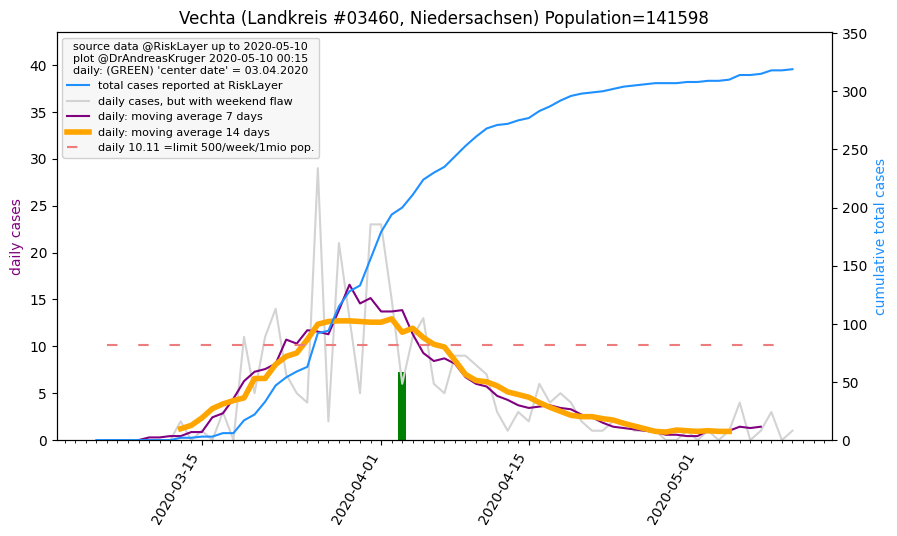 Vechta (Landkreis #03460, Niedersachsen) Population=141598
source data @RiskLayer up to 2020-05-10
plot @DrAndreasKruger 2020-05-10 00:15
daily: (GREEN) 'center date' = 03.04.2020
total cases reported at RiskLayer
daily cases, but with weekend flaw
daily: moving average 7 days
daily: moving average 14 days
daily 10.11 =limit 500/week/1mio pop.
daily cases
40
35
30
25
20
15
10
5
0
cumulative total cases
350
300
250
200
150
100
50
0
2020-03-15
2020-04-01
2020-04-15
2020-05-01